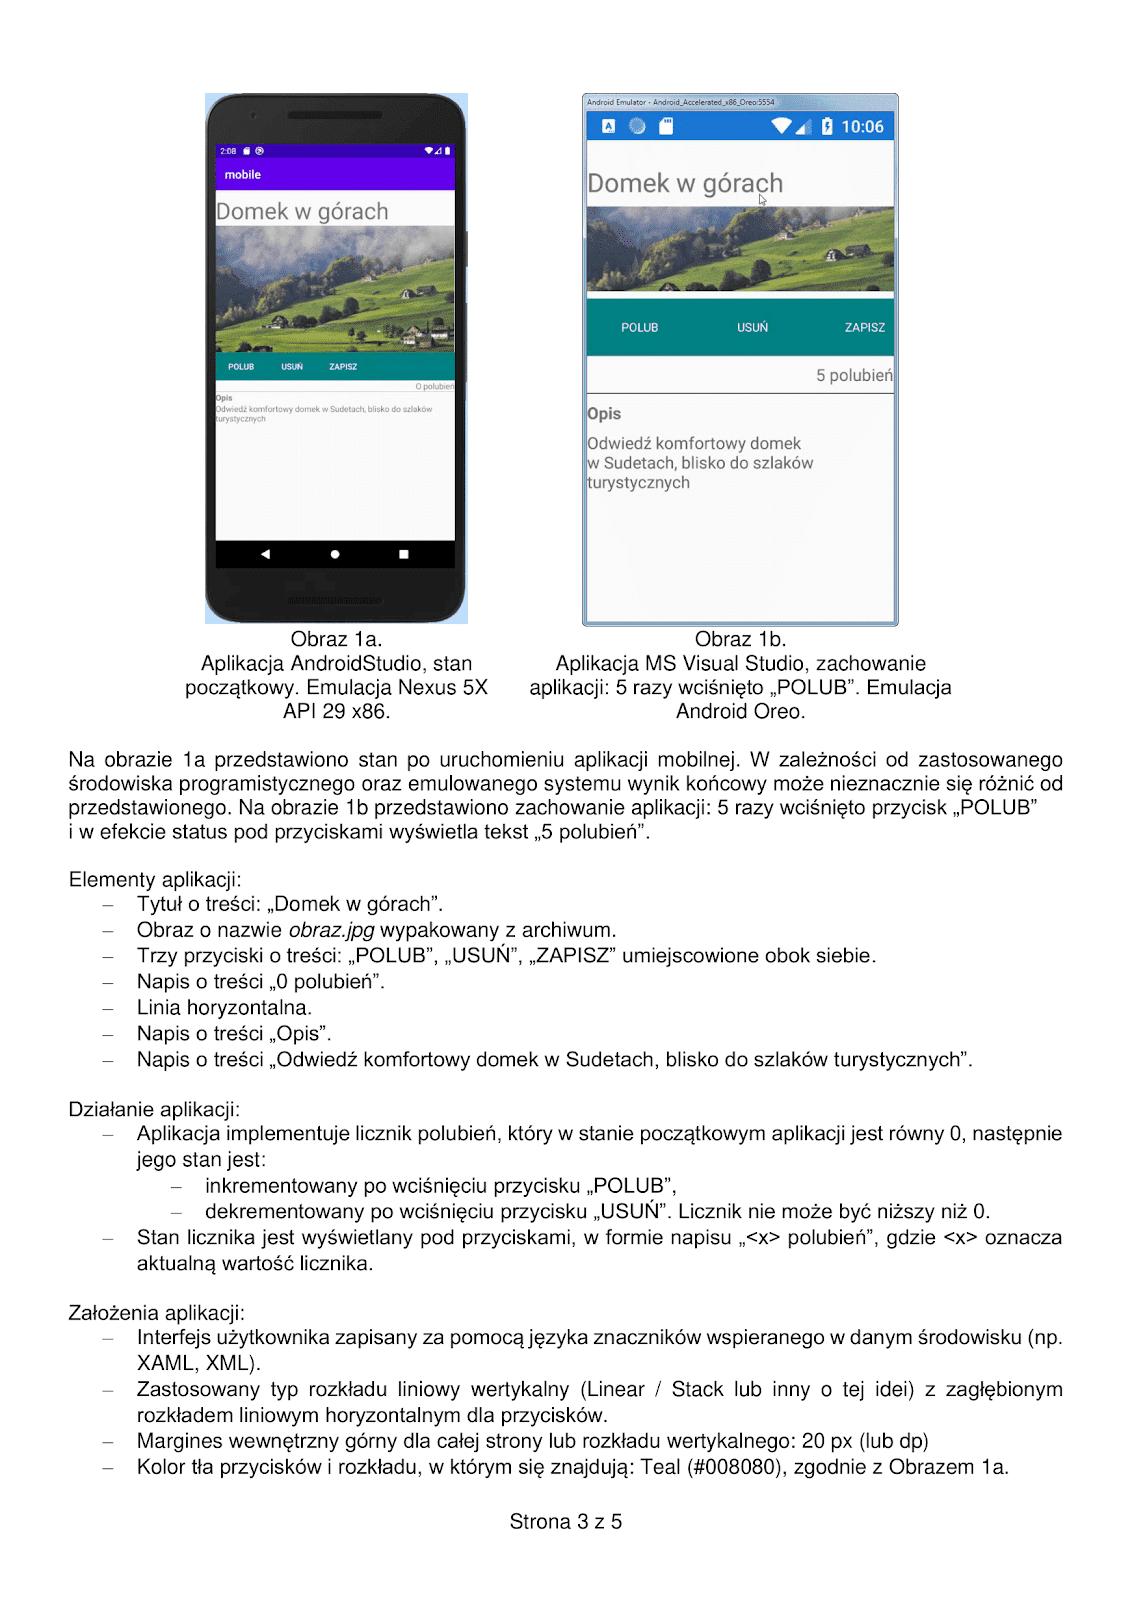 2:08
mobile
Domek w górach
POLUB USUŃ ZAPISZ
0 polubień
Opis
Odwiedź komfortowy domek w Sudetach, blisko do szlaków
turystycznych
Android Emulator - Android_Accelerated_x86_Oreo:5554
A 10:06
Domek w górach
POLUB USUŃ ZAPISZ
5 polubień
Opis
Odwiedź komfortowy domek
w Sudetach, blisko do szlaków
turystycznych
Obraz 1a.
Aplikacja AndroidStudio, stan
początkowy. Emulacja Nexus 5X
API 29 x86.
Obraz 1b.
Aplikacja MS Visual Studio, zachowanie
aplikacji: 5 razy wciśnięto „POLUB”. Emulacja
Android Oreo.
Na obrazie 1a przedstawiono stan po uruchomieniu aplikacji mobilnej. W zależności od zastosowanego
środowiska programistycznego oraz emulowanego systemu wynik końcowy może nieznacznie się różnić od
przedstawionego. Na obrazie 1b przedstawiono zachowanie aplikacji: 5 razy wciśnięto przycisk „POLUB”
i w efekcie status pod przyciskami wyświetla tekst „5 polubień”.
Elementy aplikacji:
– Tytuł o treści: „Domek w górach”.
– Obraz o nazwie obraz.jpg wypakowany z archiwum.
– Trzy przyciski o treści: „POLUB”, „USUŃ”, „ZAPISZ” umiejscowione obok siebie.
– Napis o treści „0 polubień”.
– Linia horyzontalna.
– Napis o treści „Opis”.
– Napis o treści „Odwiedź komfortowy domek w Sudetach, blisko do szlaków turystycznych”.
Działanie aplikacji:
– Aplikacja implementuje licznik polubień, który w stanie początkowym aplikacji jest równy 0, następnie
jego stan jest:
– inkrementowany po wciśnięciu przycisku „POLUB”,
– dekrementowany po wciśnięciu przycisku „USUŃ”. Licznik nie może być niższy niż 0.
– Stan licznika jest wyświetlany pod przyciskami, w formie napisu „<x> polubień”, gdzie <x> oznacza
aktualną wartość licznika.
Założenia aplikacji:
– Interfejs użytkownika zapisany za pomocą języka znaczników wspieranego w danym środowisku (np.
XAML, XML).
– Zastosowany typ rozkładu liniowy wertykalny (Linear / Stack lub inny o tej idei) z zagłębionym
rozkładem liniowym horyzontalnym dla przycisków.
– Margines wewnętrzny górny dla całej strony lub rozkładu wertykalnego: 20 px (lub dp)
– Kolor tła przycisków i rozkładu, w którym się znajdują: Teal (#008080), zgodnie z Obrazem 1a.
Strona 3 z 5